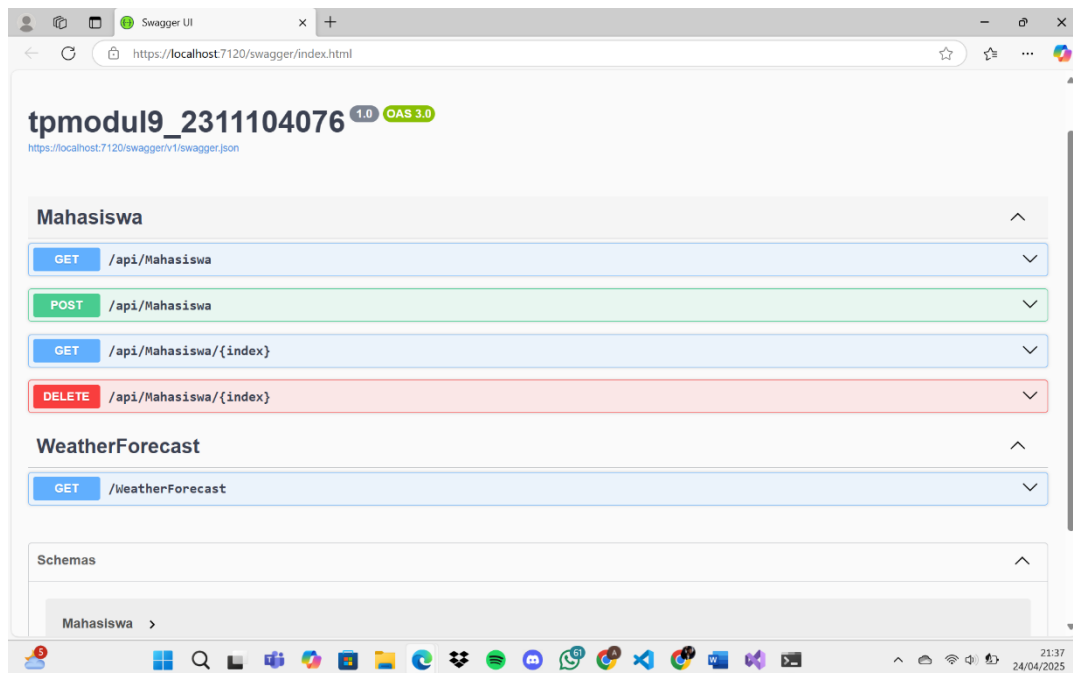 Swagger UI
https://localhost:7120/swagger/index.html
tpmodul9_2311104076 1.0 OAS 3.0
https://localhost:7120/swagger/v1/swagger.json
Mahasiswa
GET /api/Mahasiswa
POST /api/Mahasiswa
GET /api/Mahasiswa/{index}
DELETE /api/Mahasiswa/{index}
WeatherForecast
GET /WeatherForecast
Schemas
Mahasiswa
5
61
21:37
24/04/2025